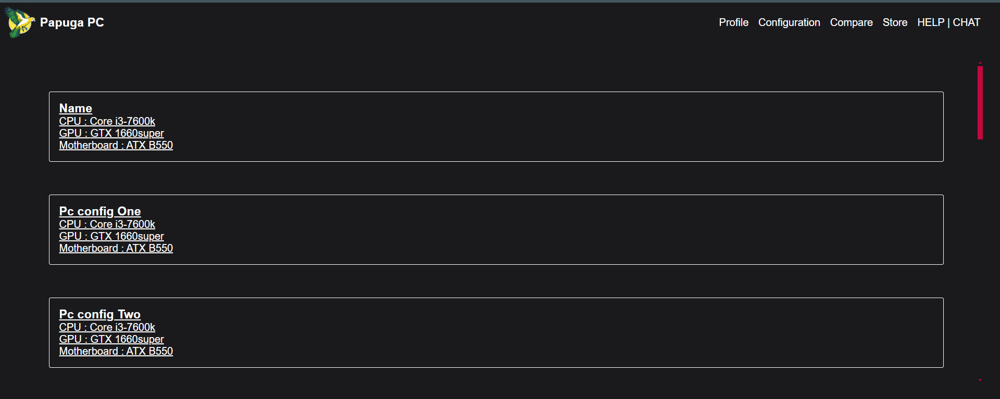 Papuga PC
Profile Configuration Compare Store HELP | CHAT
Name
CPU : Core i3-7600k
GPU : GTX 1660super
Motherboard : ATX B550
Pc config One
CPU : Core i3-7600k
GPU : GTX 1660super
Motherboard : ATX B550
Pc config Two
CPU : Core i3-7600k
GPU : GTX 1660super
Motherboard : ATX B550